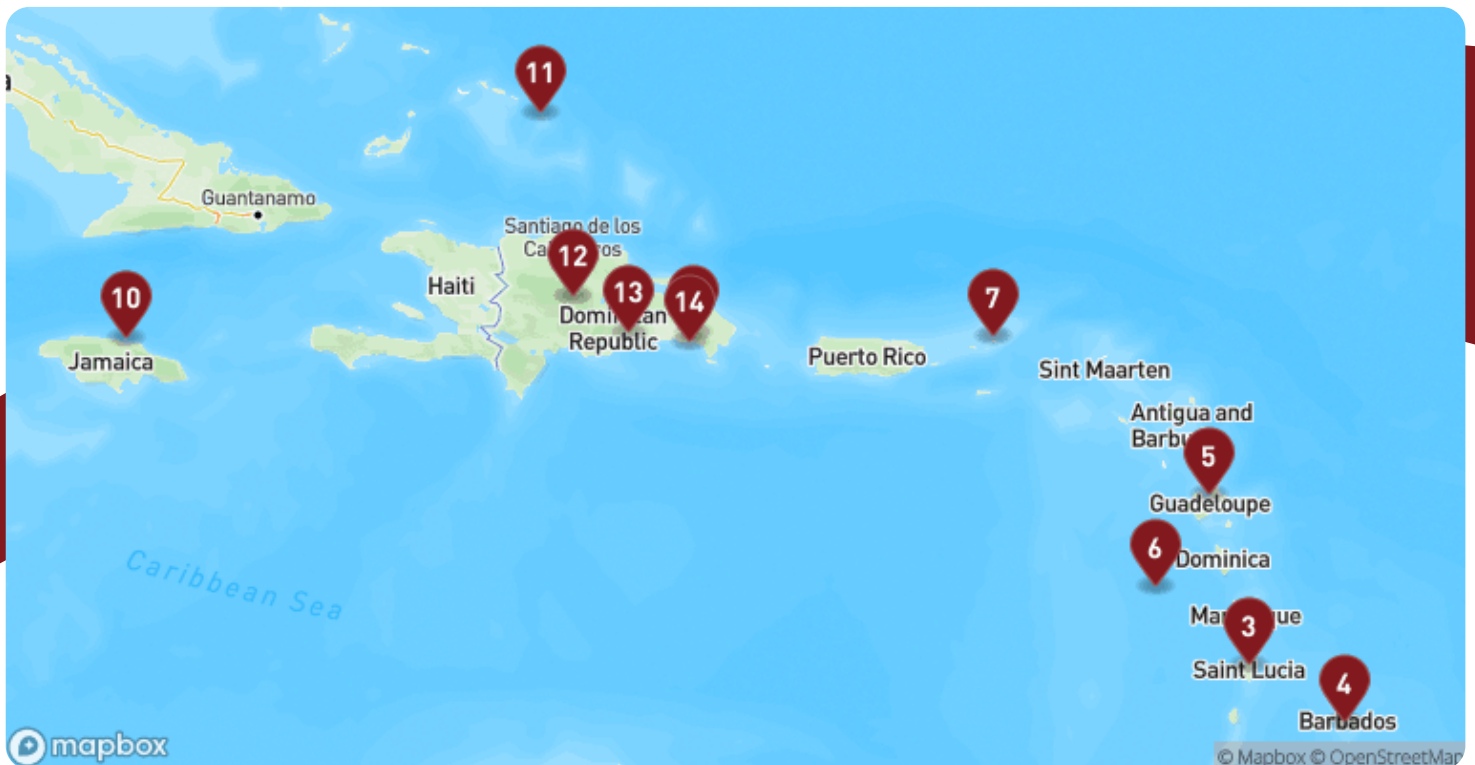 a
11
Guantanamo
Santiago de los
12
Haiti
10
13
14
7
Dominican
Republic
Jamaica
Puerto Rico
Sint Maarten
Antigua and
5
Guadeloupe
6
Dominica
Caribbean Sea
3
Saint Lucia
4
Barbados
mapbox
© Mapbox © OpenStreetMap